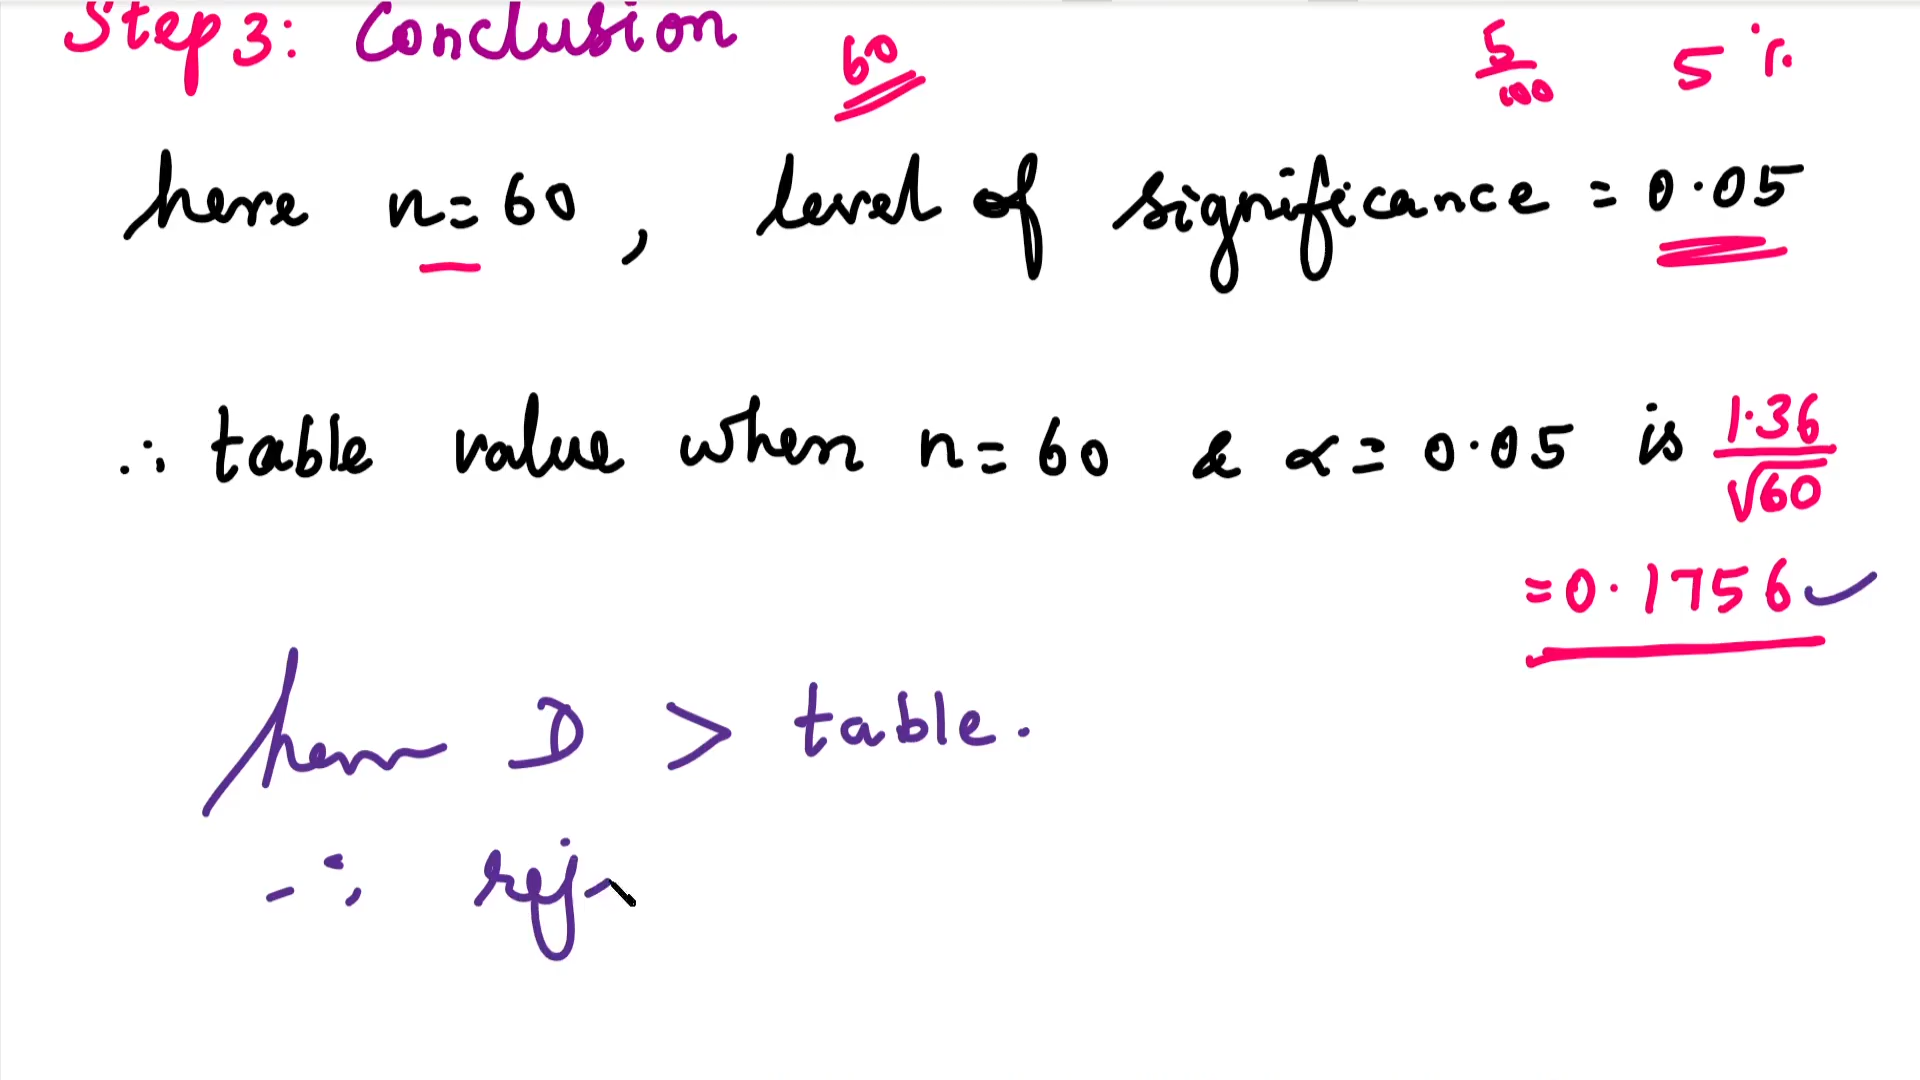 Step 3: Conclusion
60
5/100 5 %
here n=60, level of significance = 0.05
∴ table value when n=60 & α=0.05 is 1.36/√60
=0.1756 ✓
D > table.
∴ rej